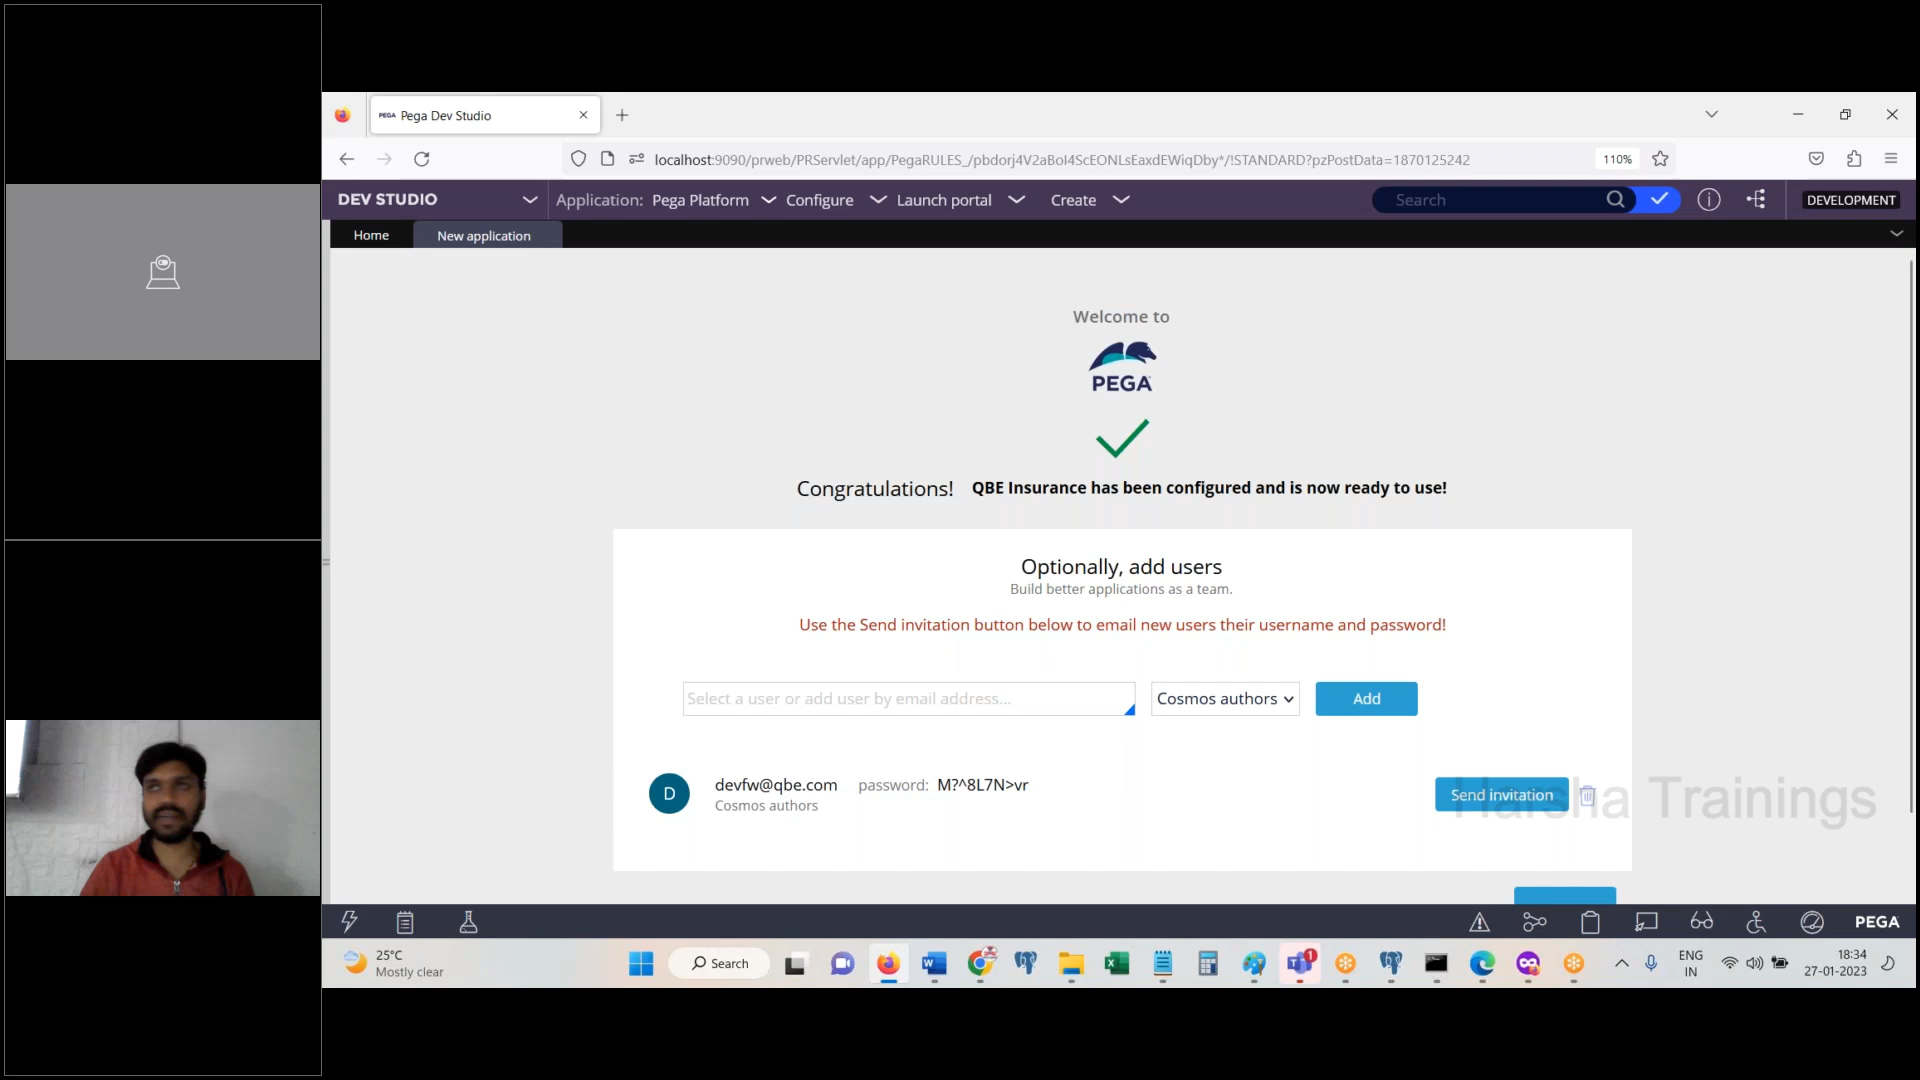 PEGA Pega Dev Studio
localhost:9090/prweb/PRServlet/app/PegaRULES_/pbdorj4V2aBoI4ScEONLsEaxdEWiqDby*/!STANDARD?pzPostData=1870125242
110%
DEV STUDIO
Application: Pega Platform
Configure
Launch portal
Create
Search
DEVELOPMENT
Home
New application
Welcome to
PEGA
Congratulations! QBE Insurance has been configured and is now ready to use!
Optionally, add users
Build better applications as a team.
Use the Send invitation button below to email new users their username and password!
Select a user or add user by email address...
Cosmos authors
Add
D
devfw@qbe.com password: M?^8L7N>vr
Cosmos authors
Send invitation
Harsha Trainings
PEGA
25°C
Mostly clear
Search
1
ENG
IN
18:34
27-01-2023